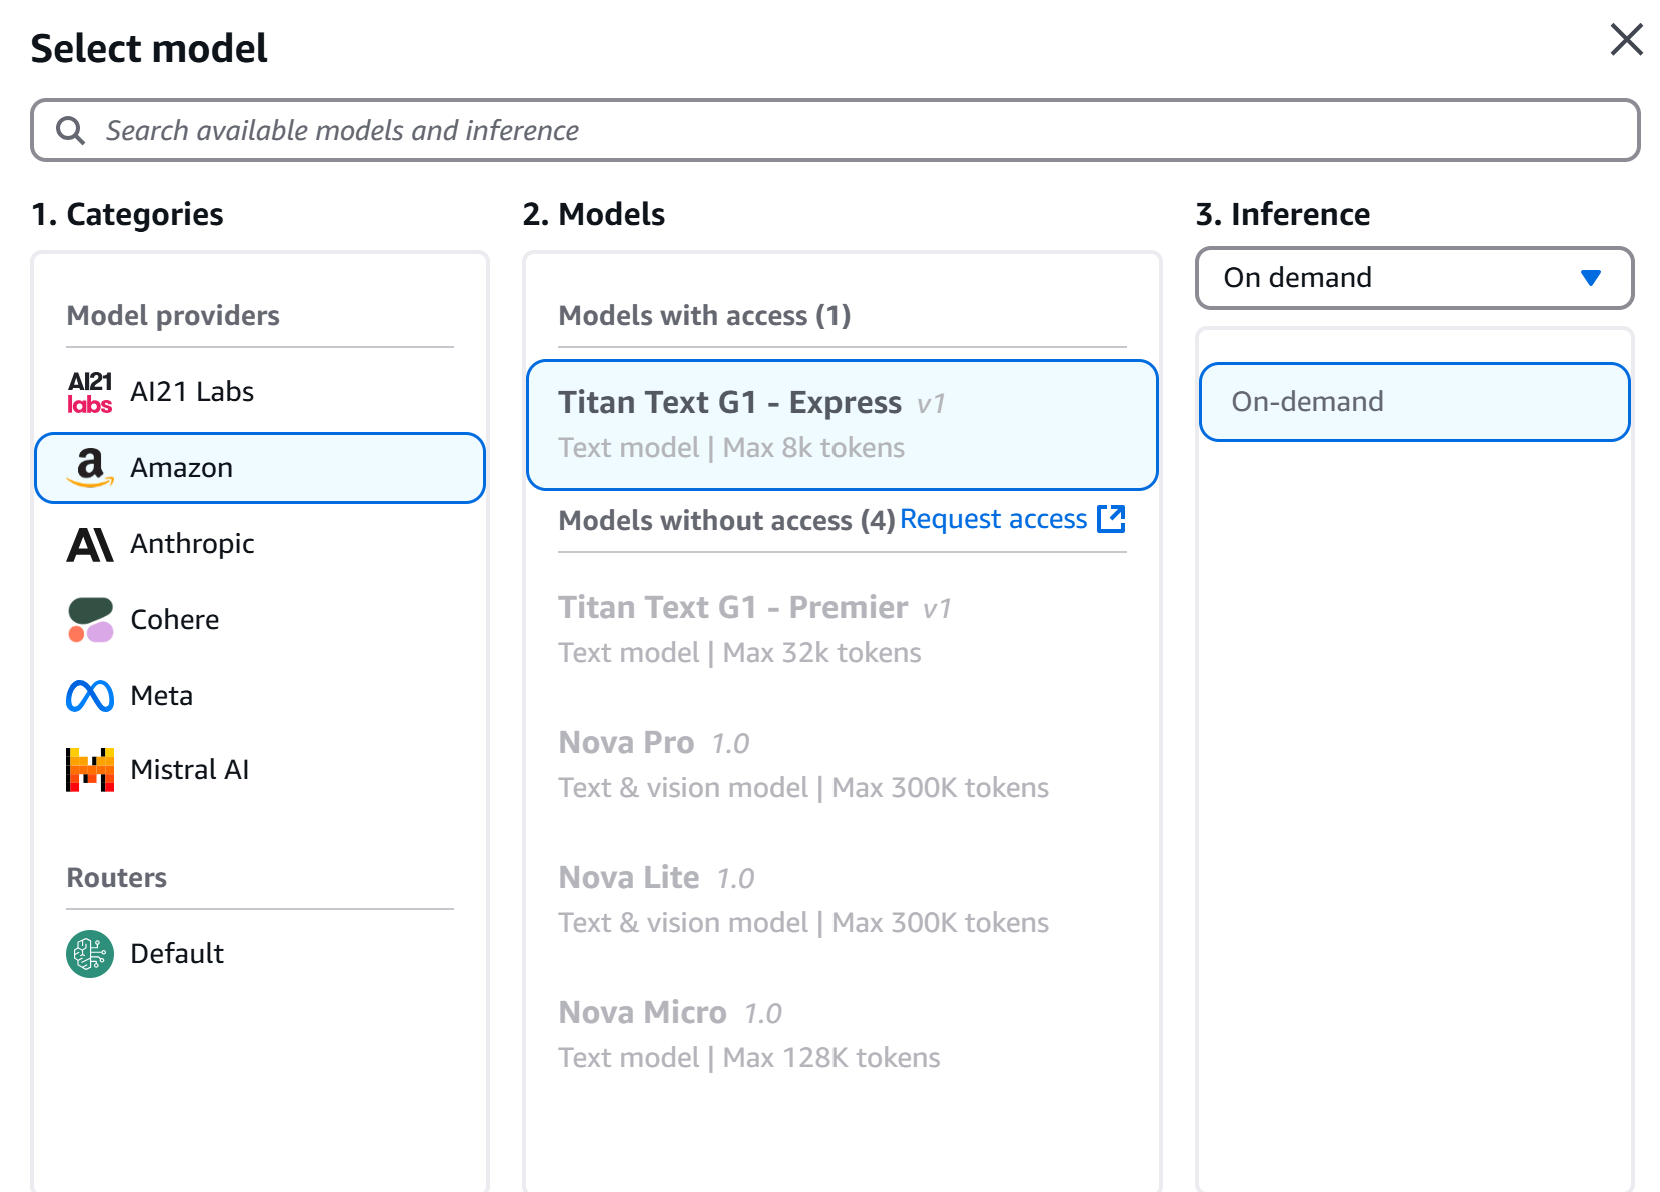 Select model
Search available models and inference
1. Categories
Model providers
AI21 labs
AI21 Labs
a
Amazon
Anthropic
Cohere
Meta
Mistral AI
Routers
Default
2. Models
Models with access (1)
Titan Text G1 - Express v1
Text model | Max 8k tokens
Models without access (4) Request access
Titan Text G1 - Premier v1
Text model | Max 32k tokens
Nova Pro 1.0
Text & vision model | Max 300K tokens
Nova Lite 1.0
Text & vision model | Max 300K tokens
Nova Micro 1.0
Text model | Max 128K tokens
3. Inference
On demand
On-demand